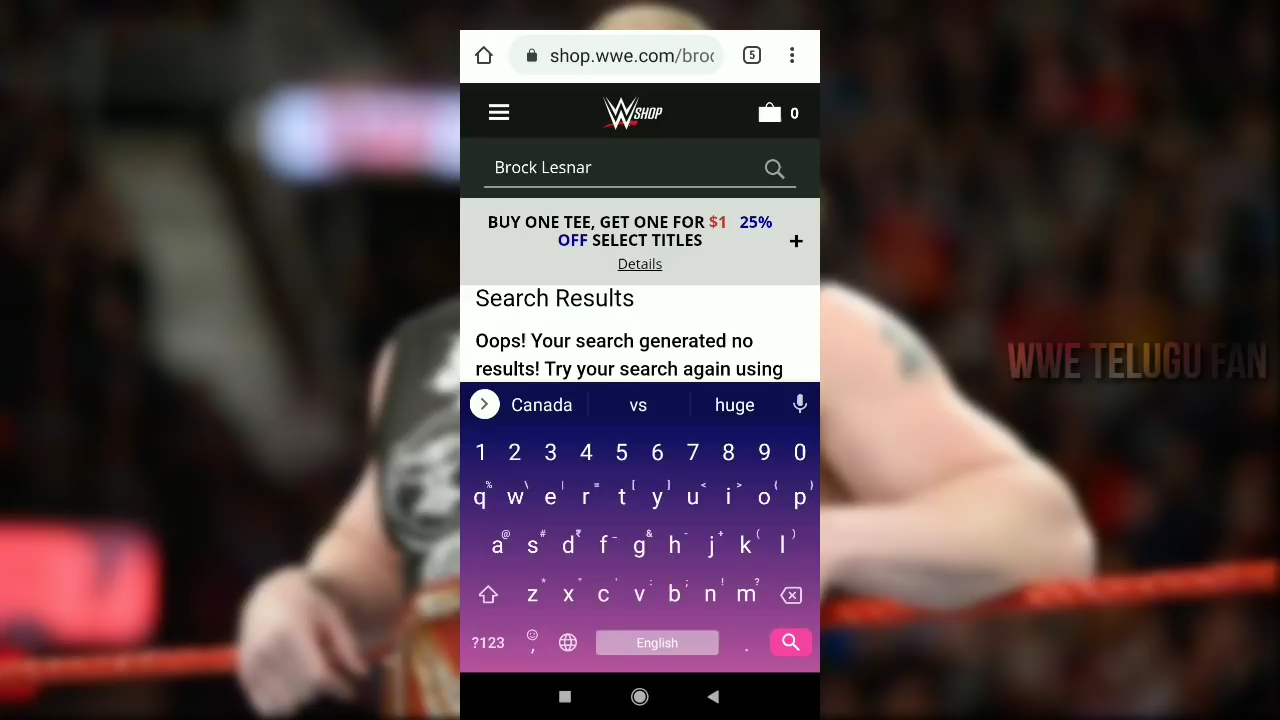 shop.wwe.com/broc
5
W SHOP
0
Brock Lesnar
BUY ONE TEE, GET ONE FOR $1 25%
OFF SELECT TITLES
+
Details
Search Results
Oops! Your search generated no
results! Try your search again using
WWE TELUGU FAN
Canada vs huge
1 2 3 4 5 6 7 8 9 0
% \ | = [ ] < > { }
q w e r t y u i o p
@ # ₹ _ & - + ( )
a s d f g h j k l
* " ' : ; ! ?
z x c v b n m
?123 , English .